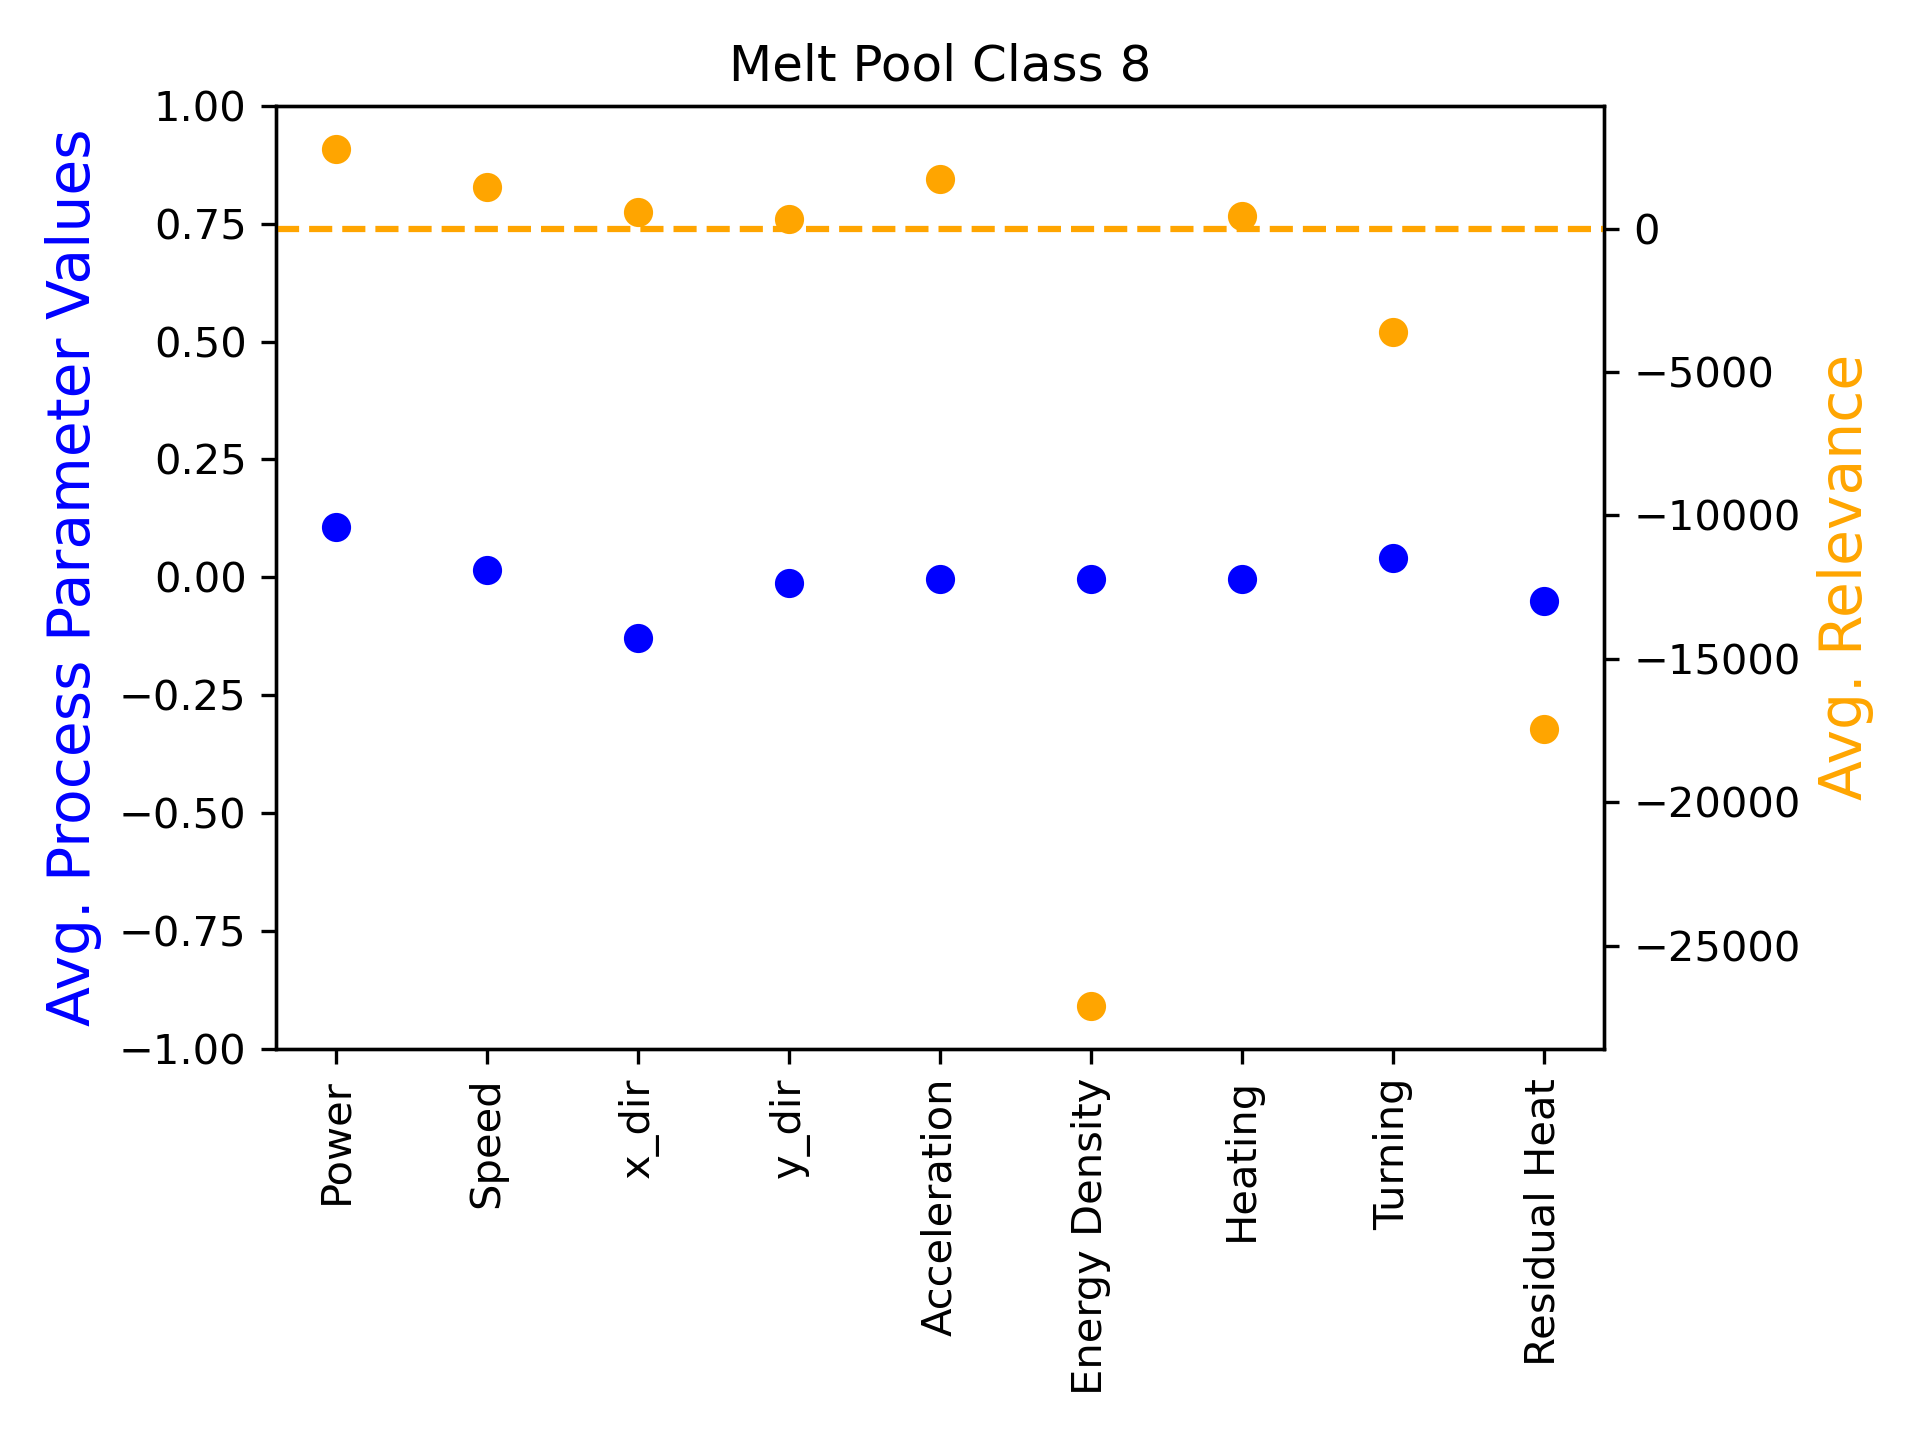 Melt Pool Class 8
Avg. Process Parameter Values
1.00
0.75
0.50
0.25
0.00
−0.25
−0.50
−0.75
−1.00
0
−5000
−10000
−15000
−20000
−25000
Avg. Relevance
Power
Speed
x_dir
y_dir
Acceleration
Energy Density
Heating
Turning
Residual Heat